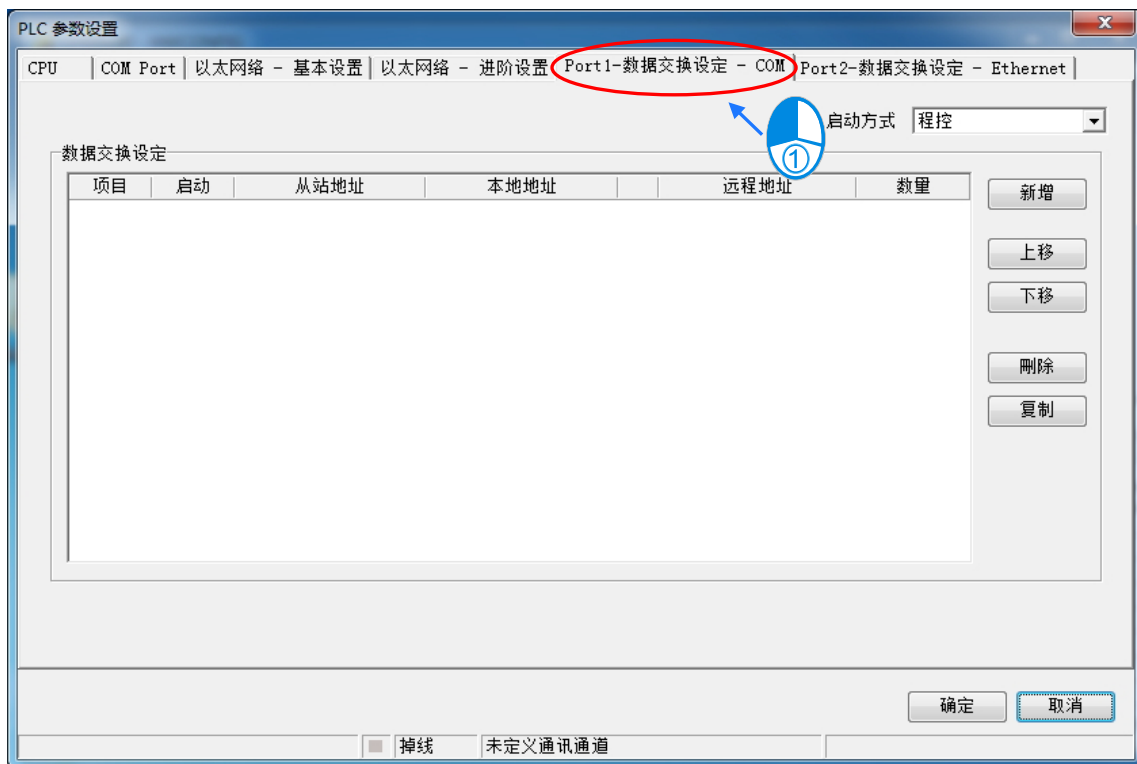 PLC 参数设置
CPU COM Port 以太网络 - 基本设置 以太网络 - 进阶设置 Port1-数据交换设定 - COM Port2-数据交换设定 - Ethernet
启动方式 程控
①
数据交换设定
项目 启动 从站地址 本地地址 远程地址 数量
新增
上移
下移
刪除
复制
确定 取消
掉线 未定义通讯通道